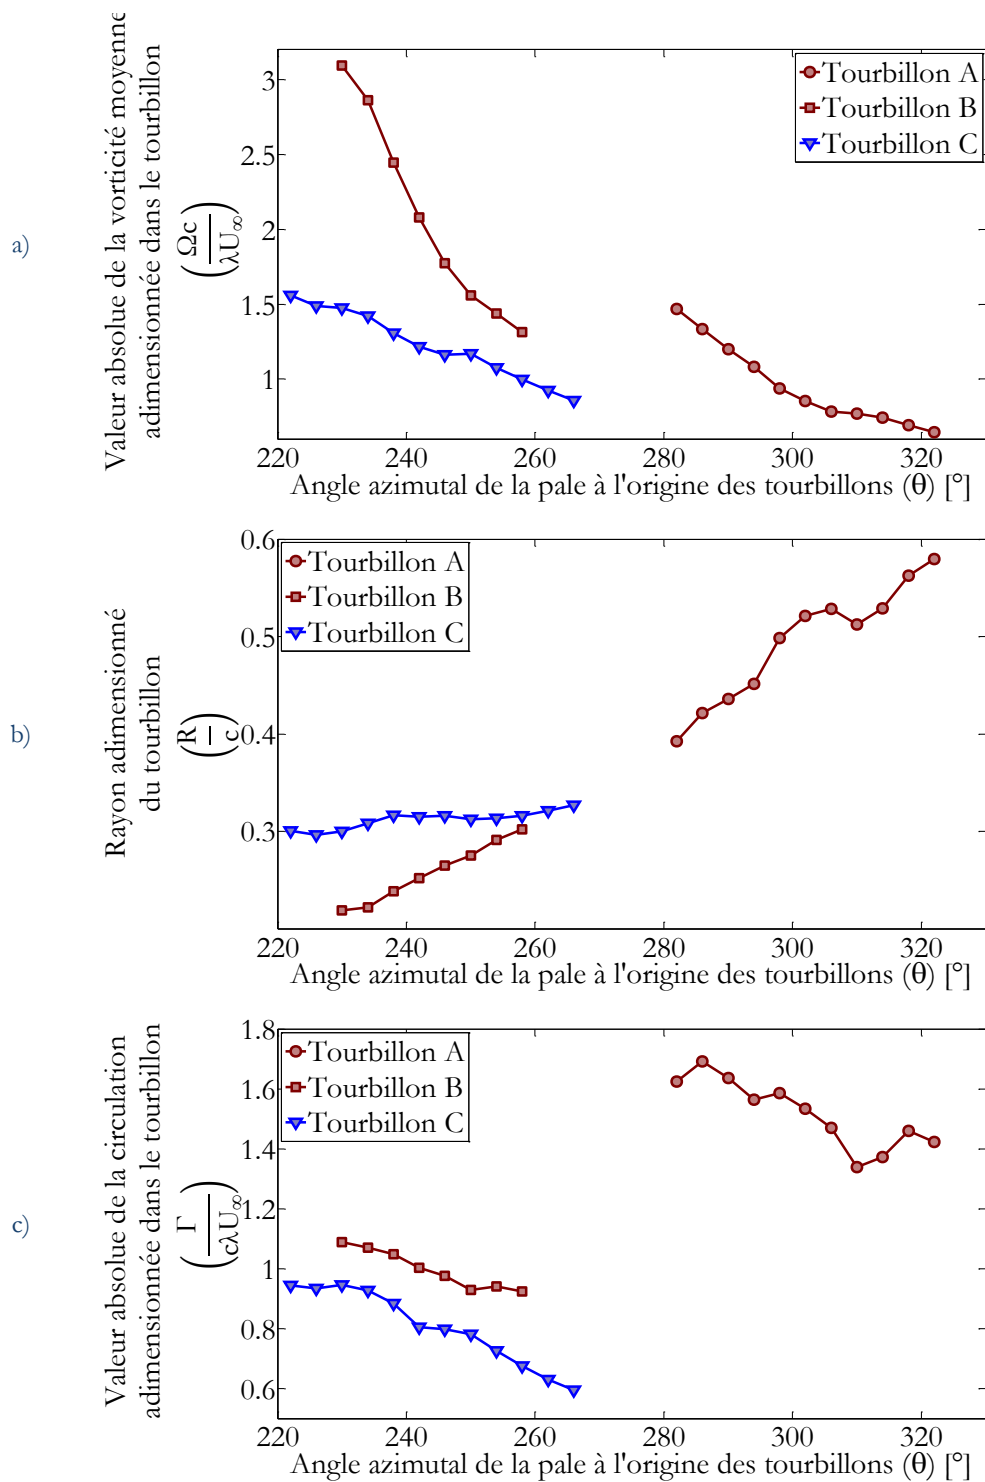 a)
Valeur absolue de la vorticité moyenne
adimensionnée dans le tourbillon
(Ωc / λU∞)
3
2.5
2
1.5
1
Tourbillon A
Tourbillon B
Tourbillon C
220 240 260 280 300 320
Angle azimutal de la pale à l'origine des tourbillons (θ) [°]
b)
Rayon adimensionné
du tourbillon
(R / c)
0.6
0.5
0.4
0.3
Tourbillon A
Tourbillon B
Tourbillon C
220 240 260 280 300 320
Angle azimutal de la pale à l'origine des tourbillons (θ) [°]
c)
Valeur absolue de la circulation
adimensionnée dans le tourbillon
(Γ / cλU∞)
1.8
1.6
1.4
1.2
1
0.8
0.6
Tourbillon A
Tourbillon B
Tourbillon C
220 240 260 280 300 320
Angle azimutal de la pale à l'origine des tourbillons (θ) [°]